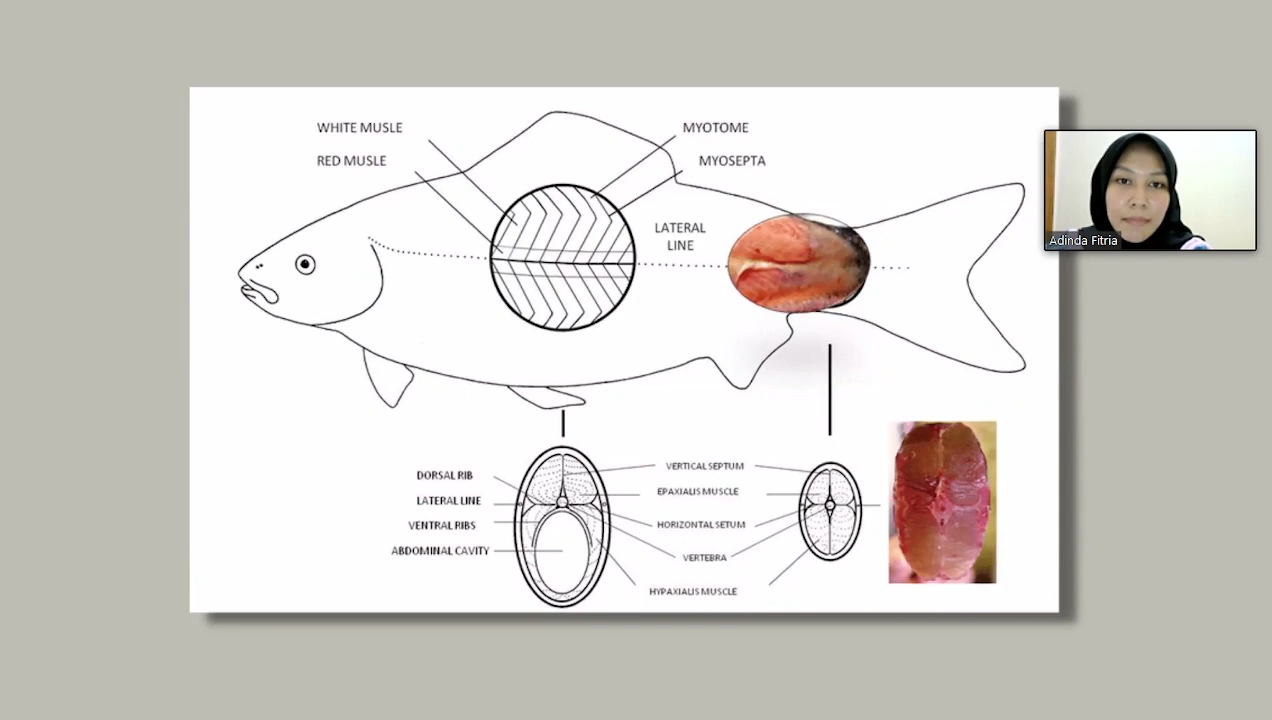 WHITE MUSLE
RED MUSLE
MYOTOME
MYOSEPTA
LATERAL
LINE
Adinda Fitria
DORSAL RIB
LATERAL LINE
VENTRAL RIBS
ABDOMINAL CAVITY
VERTICAL SEPTUM
EPAXIALIS MUSCLE
HORIZONTAL SETUM
VERTEBRA
HYPAXIALIS MUSCLE